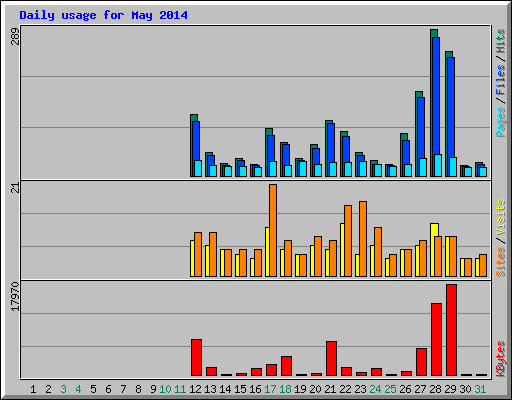 Daily usage for May 2014
289
Pages / Files / Hits
21
Sites / Visits
17970
KBytes
1 2 3 4 5 6 7 8 9 10 11 12 13 14 15 16 17 18 19 20 21 22 23 24 25 26 27 28 29 30 31